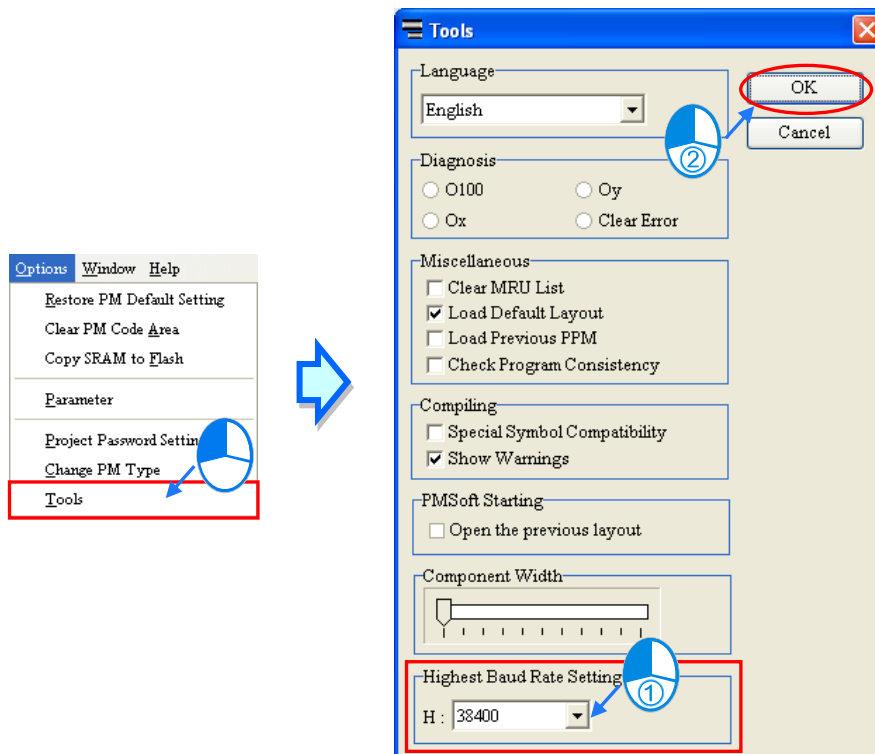 Options Window Help
Restore PM Default Setting
Clear PM Code Area
Copy SRAM to Flash
Parameter
Project Password
Change PM Type
Tools
Tools
Language
English
OK
Cancel
②
Diagnosis
O100
Oy
Ox
Clear Error
Miscellaneous
Clear MRU List
Load Default Layout
Load Previous PPM
Check Program Consistency
Compiling
Special Symbol Compatibility
Show Warnings
PMSoft Starting
Open the previous layout
Component Width
Highest Baud Rate Setting
①
H : 38400